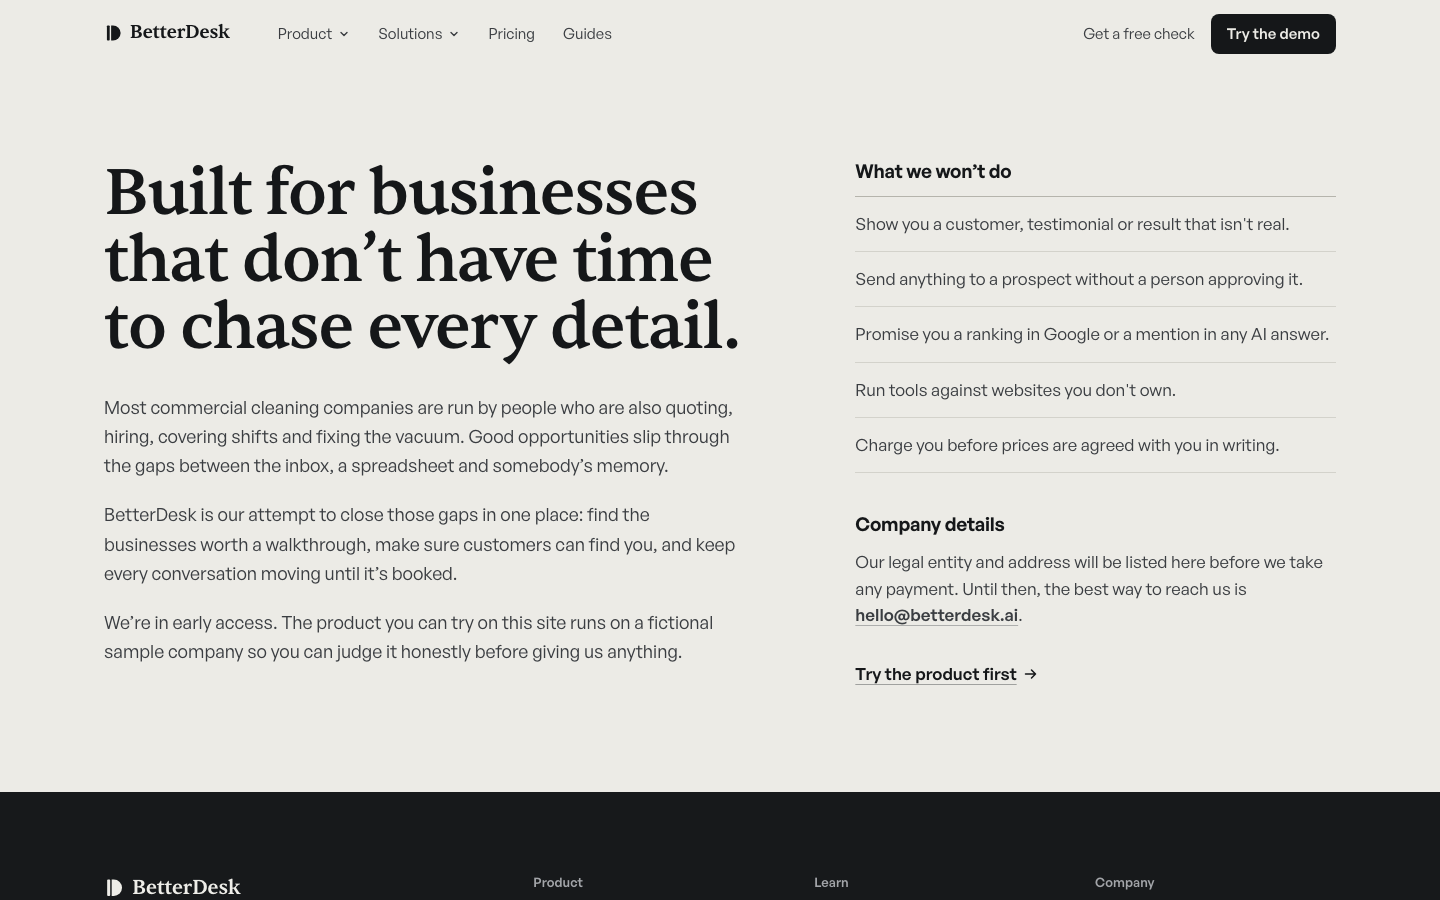 BetterDesk
Product
Solutions
Pricing
Guides
Get a free check
Try the demo
Built for businesses
that don’t have time
to chase every detail.
Most commercial cleaning companies are run by people who are also quoting,
hiring, covering shifts and fixing the vacuum. Good opportunities slip through
the gaps between the inbox, a spreadsheet and somebody’s memory.
BetterDesk is our attempt to close those gaps in one place: find the
businesses worth a walkthrough, make sure customers can find you, and keep
every conversation moving until it’s booked.
We’re in early access. The product you can try on this site runs on a fictional
sample company so you can judge it honestly before giving us anything.
What we won’t do
Show you a customer, testimonial or result that isn't real.
Send anything to a prospect without a person approving it.
Promise you a ranking in Google or a mention in any AI answer.
Run tools against websites you don't own.
Charge you before prices are agreed with you in writing.
Company details
Our legal entity and address will be listed here before we take
any payment. Until then, the best way to reach us is
hello@betterdesk.ai.
Try the product first →
BetterDesk
Product
Learn
Company